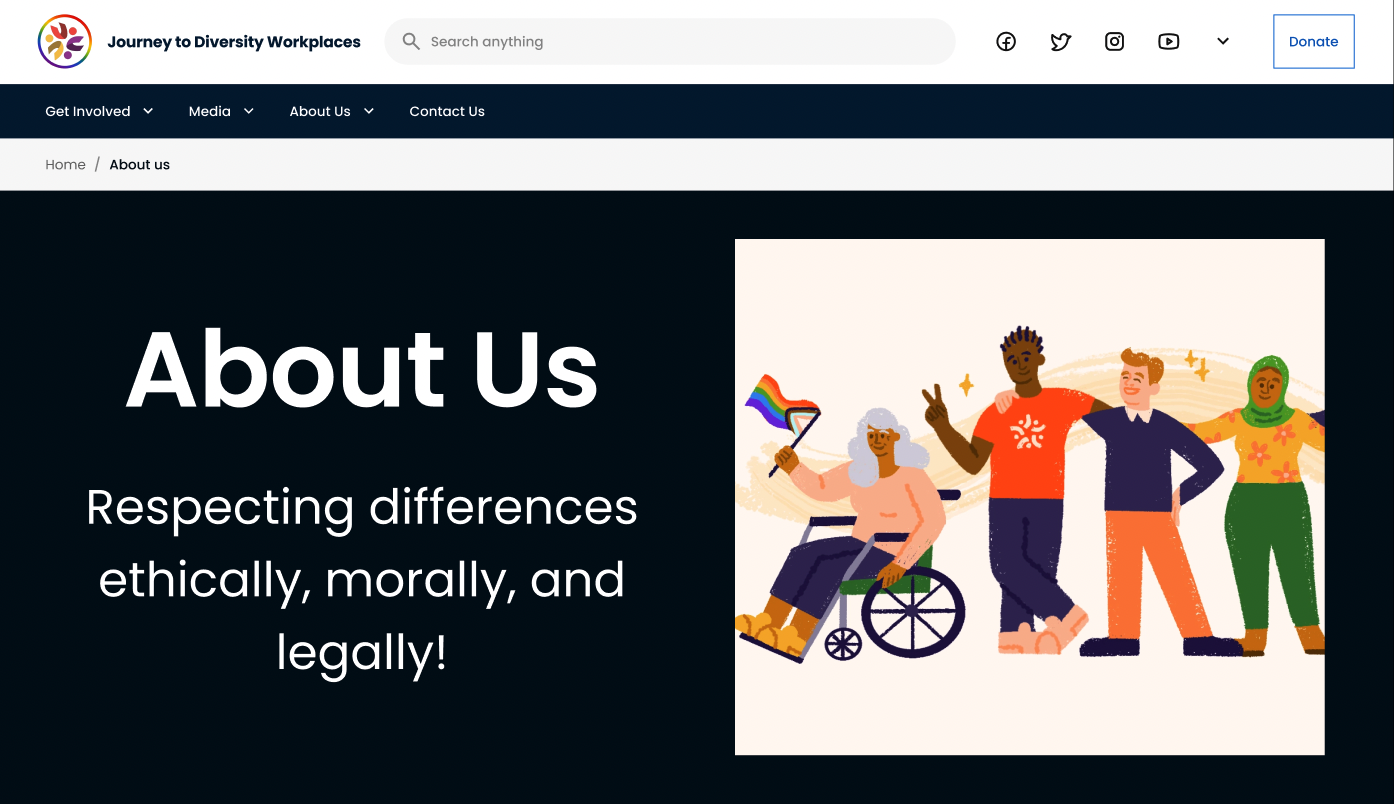 Journey to Diversity Workplaces
Search anything
Donate
Get Involved
Media
About Us
Contact Us
Home / About us
About Us
Respecting differences
ethically, morally, and
legally!